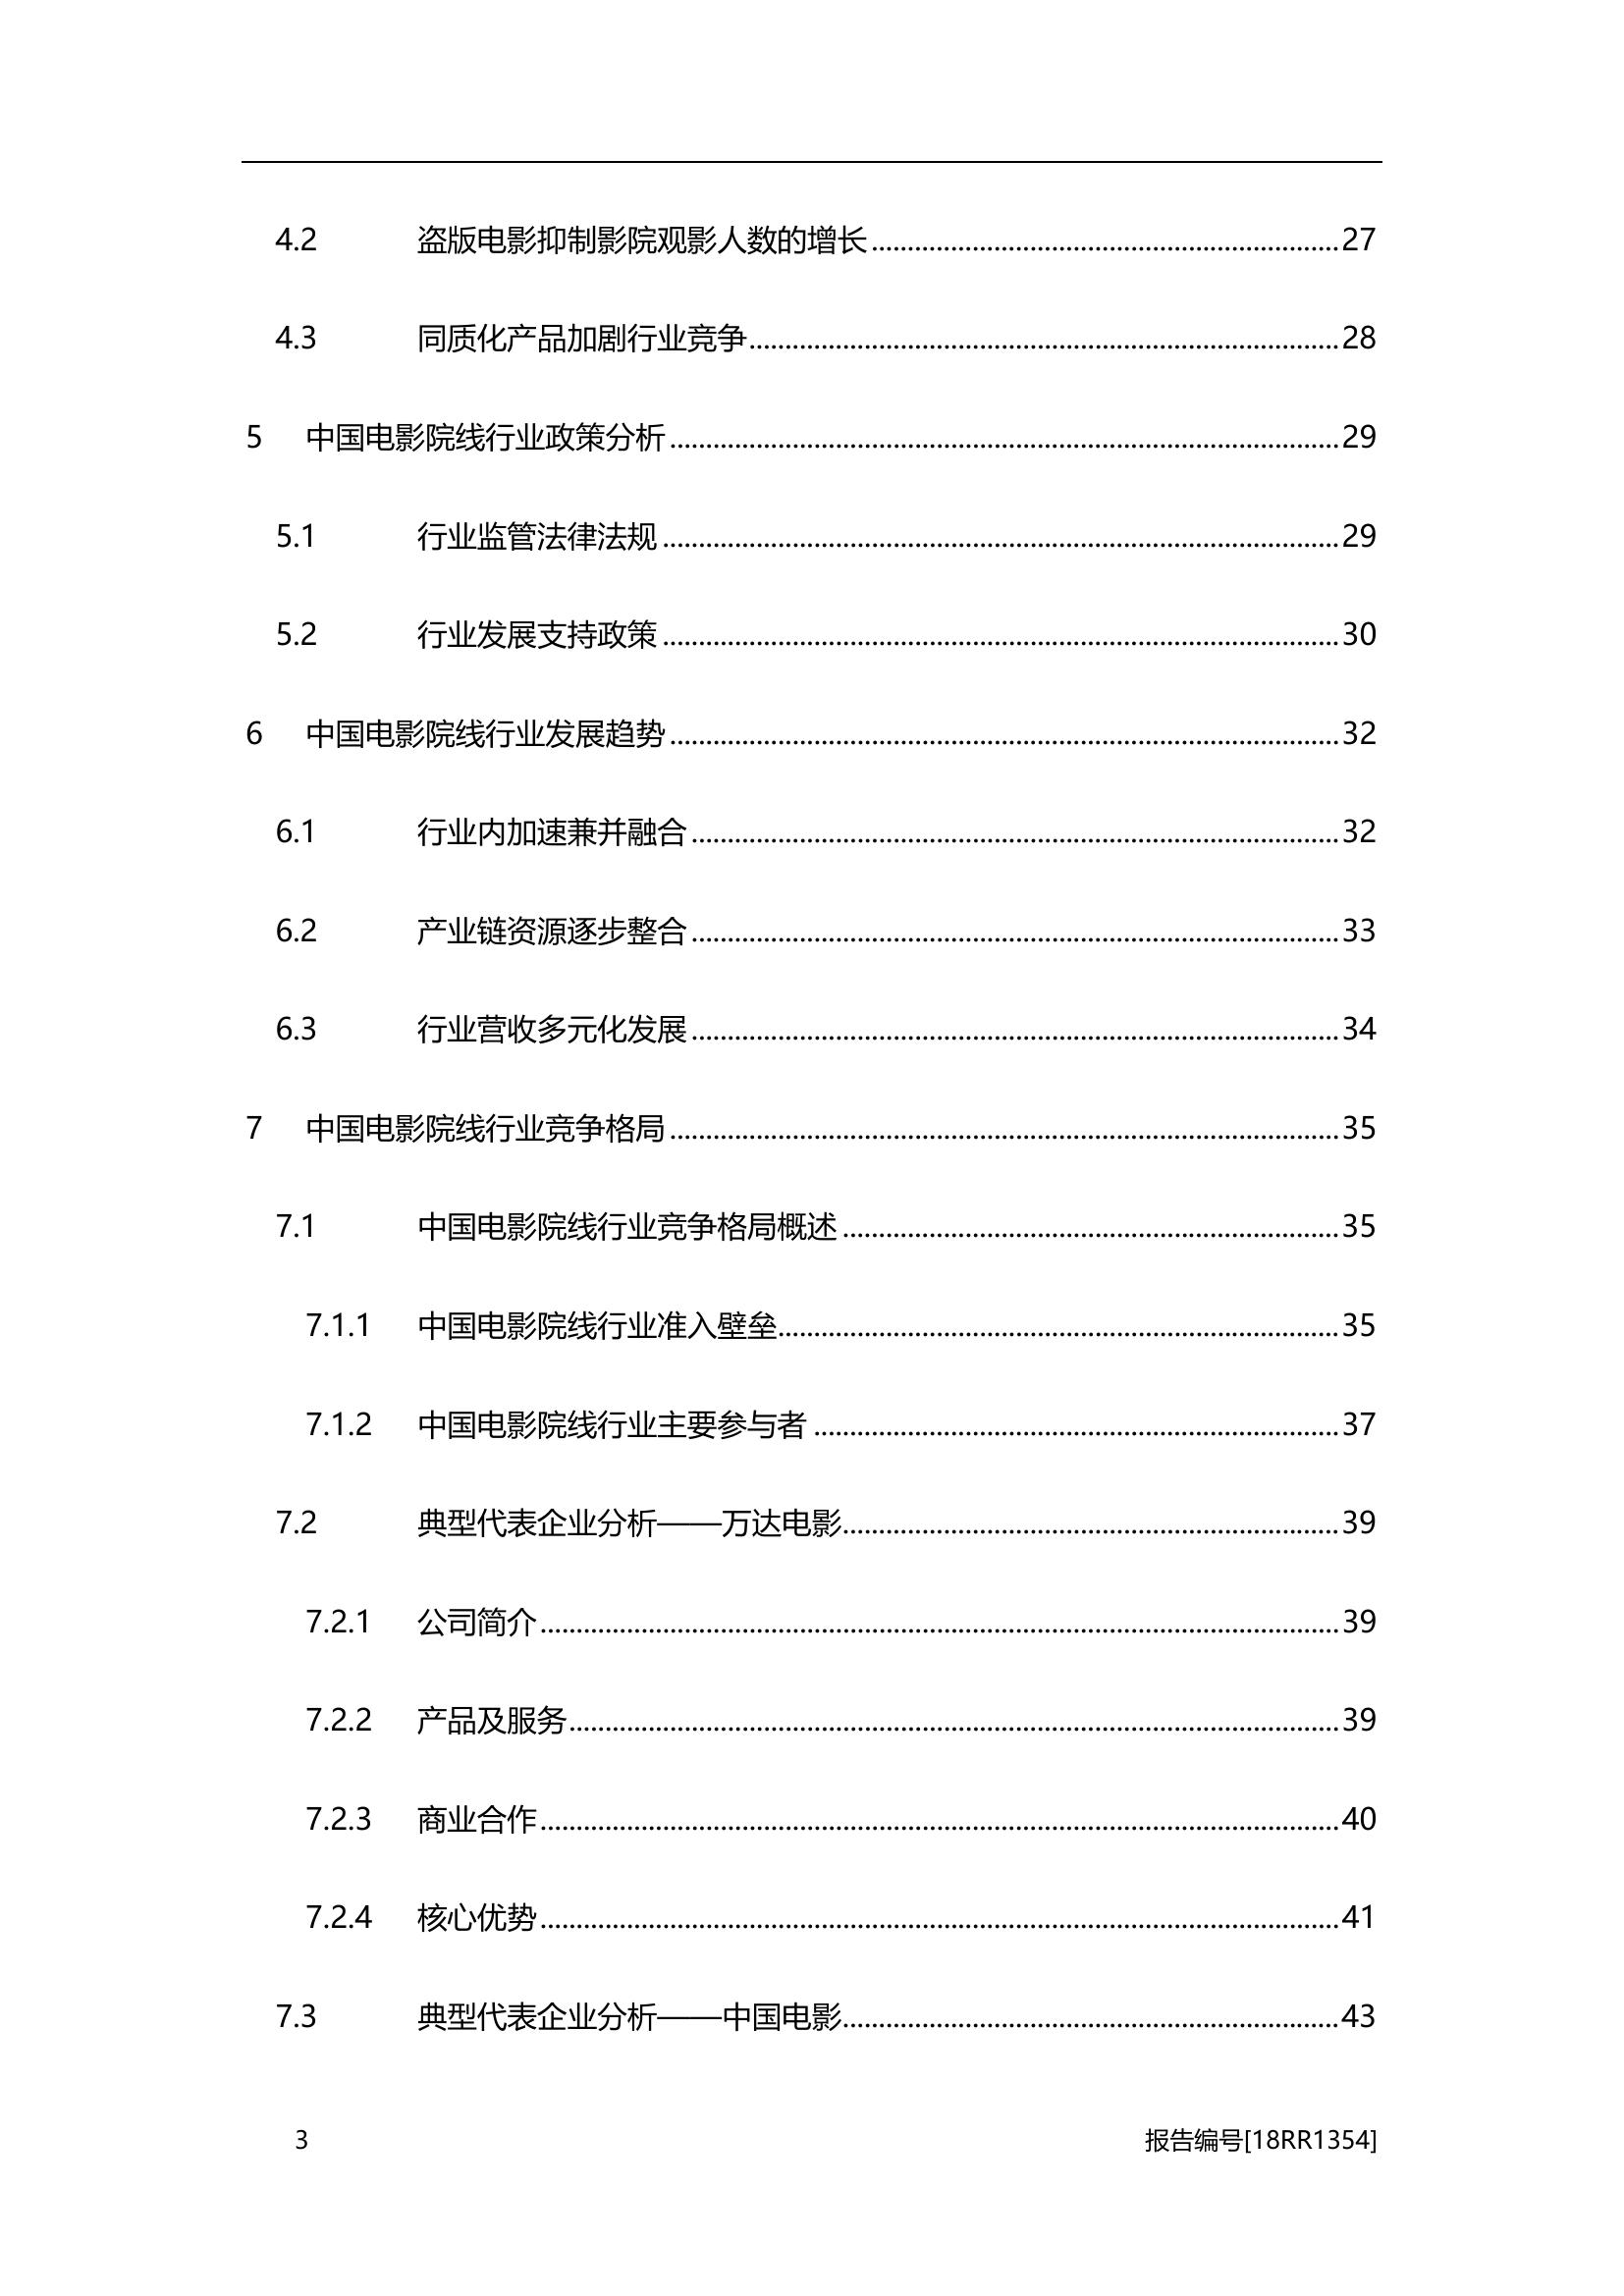 4.2 盗版电影抑制影院观影人数的增长........................................27
4.3 同质化产品加剧行业竞争........................................28
5 中国电影院线行业政策分析........................................29
5.1 行业监管法律法规........................................29
5.2 行业发展支持政策........................................30
6 中国电影院线行业发展趋势........................................32
6.1 行业内加速兼并融合........................................32
6.2 产业链资源逐步整合........................................33
6.3 行业营收多元化发展........................................34
7 中国电影院线行业竞争格局........................................35
7.1 中国电影院线行业竞争格局概述........................................35
7.1.1 中国电影院线行业准入壁垒........................................35
7.1.2 中国电影院线行业主要参与者........................................37
7.2 典型代表企业分析——万达电影........................................39
7.2.1 公司简介........................................39
7.2.2 产品及服务........................................39
7.2.3 商业合作........................................40
7.2.4 核心优势........................................41
7.3 典型代表企业分析——中国电影........................................43
3 报告编号[18RR1354]